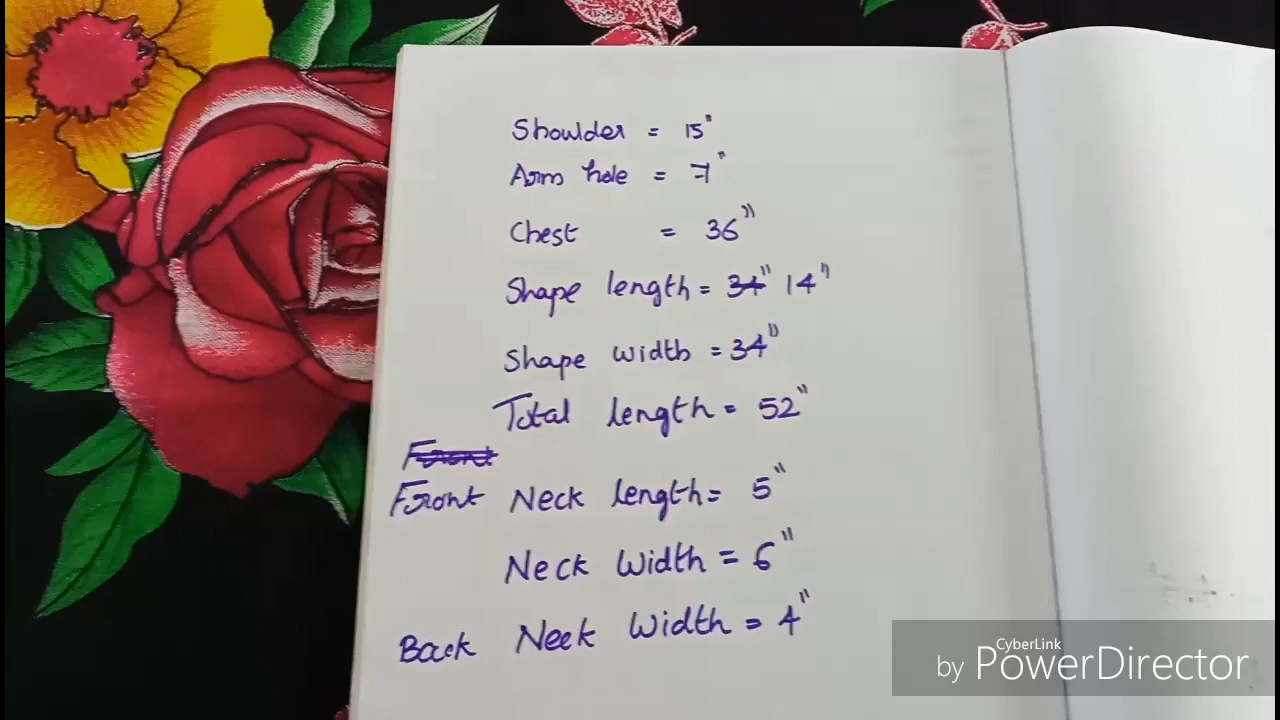 Shoulder = 15"
Arm hole = 7"
Chest = 36"
Shape length = 34" 14"
Shape width = 34"
Total length = 52"
Front
Front Neck length = 5"
Neck Width = 6"
Back Neck Width = 4"
CyberLink
by PowerDirector